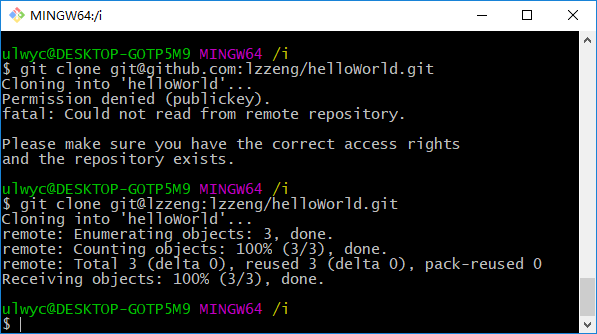 MINGW64:/i
ulwyc@DESKTOP-GOTP5M9 MINGW64 /i
$ git clone git@github.com:lzzeng/helloWorld.git
Cloning into 'helloWorld'...
Permission denied (publickey).
fatal: Could not read from remote repository.
Please make sure you have the correct access rights
and the repository exists.
ulwyc@DESKTOP-GOTP5M9 MINGW64 /i
$ git clone git@lzzeng:lzzeng/helloWorld.git
Cloning into 'helloWorld'...
remote: Enumerating objects: 3, done.
remote: Counting objects: 100% (3/3), done.
remote: Total 3 (delta 0), reused 3 (delta 0), pack-reused 0
Receiving objects: 100% (3/3), done.
ulwyc@DESKTOP-GOTP5M9 MINGW64 /i
$